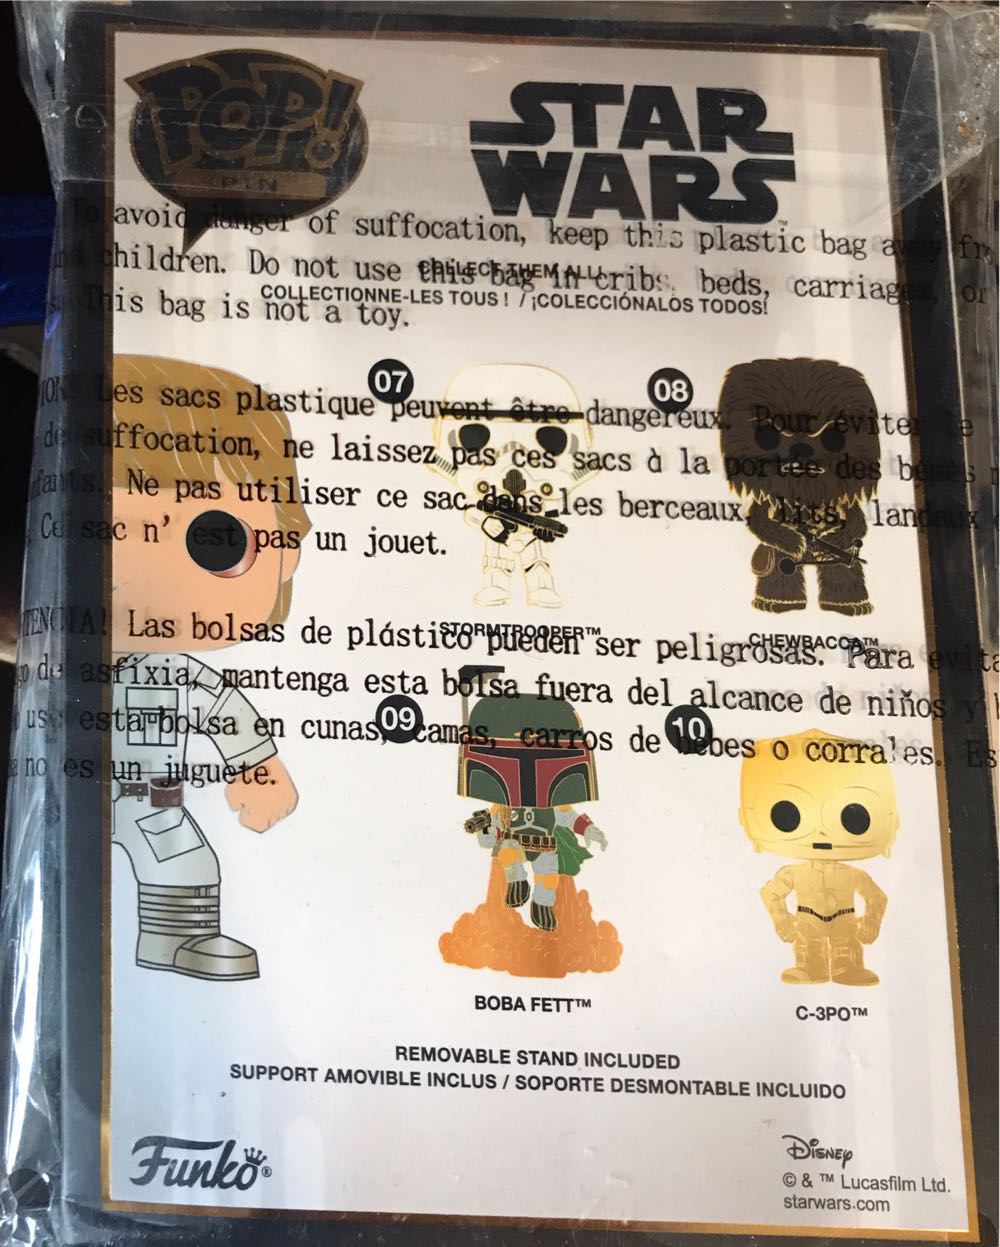 POP!
PIN
STAR
WARS™
avoid danger of suffocation, keep this plastic bag away
children. Do not use this bag in cribs, beds, carriages, or
This bag is not a toy.
COLLECT THEM ALL!
COLLECTIONNE-LES TOUS ! / ¡COLECCIÓNALOS TODOS!
07
08
Les sacs plastique peuvent être dangereux. Pour éviter le
de suffocation, ne laissez pas ces sacs à la portée des
Ne pas utiliser ce sac dans les berceaux, lits, landaux
Ce sac n' est pas un jouet.
STORMTROOPER™
CHEWBACCA™
Las bolsas de plástico pueden ser peligrosas. Para
asfixia, mantenga esta bolsa fuera del alcance de niños y
esta bolsa en cunas, camas, carros de bebes o corrales.
no es un juguete.
09
10
BOBA FETT™
C-3PO™
REMOVABLE STAND INCLUDED
SUPPORT AMOVIBLE INCLUS / SOPORTE DESMONTABLE INCLUIDO
Funko®
DISNEY
© & ™ Lucasfilm Ltd.
starwars.com